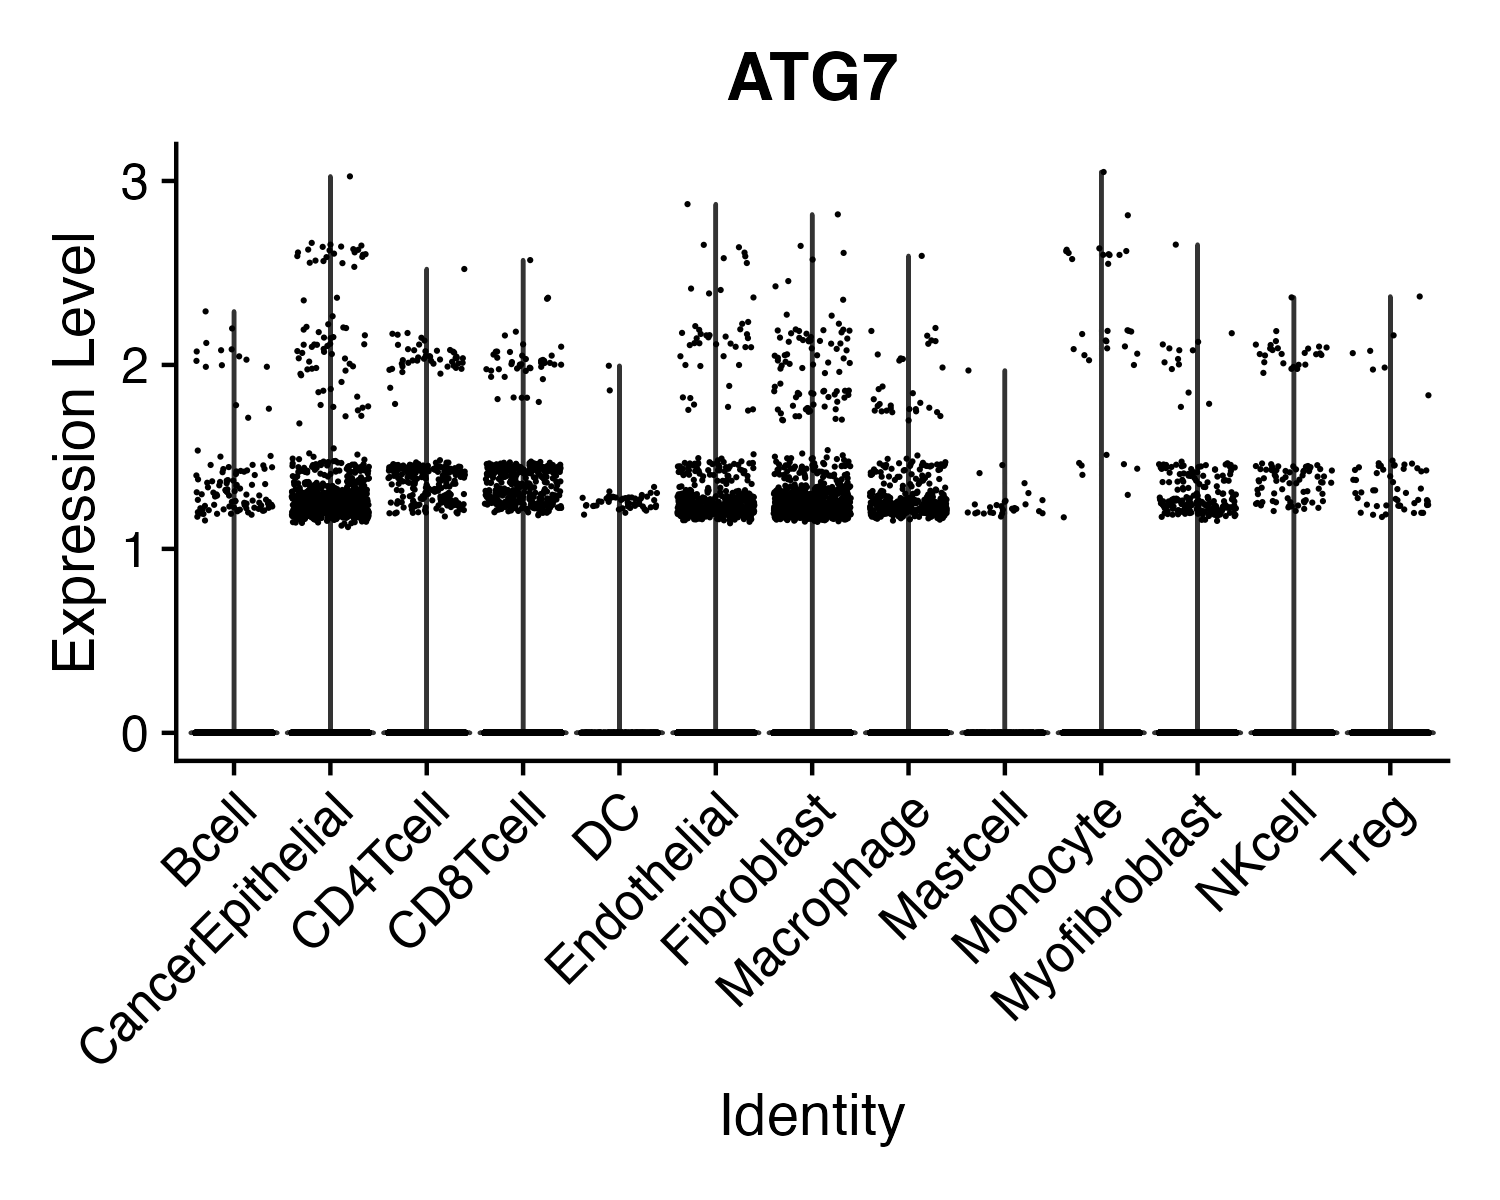 ATG7
Expression Level
3
2
1
0
Bcell
CancerEpithelial
CD4Tcell
CD8Tcell
DC
Endothelial
Fibroblast
Macrophage
Mastcell
Monocyte
Myofibroblast
NKcell
Treg
Identity